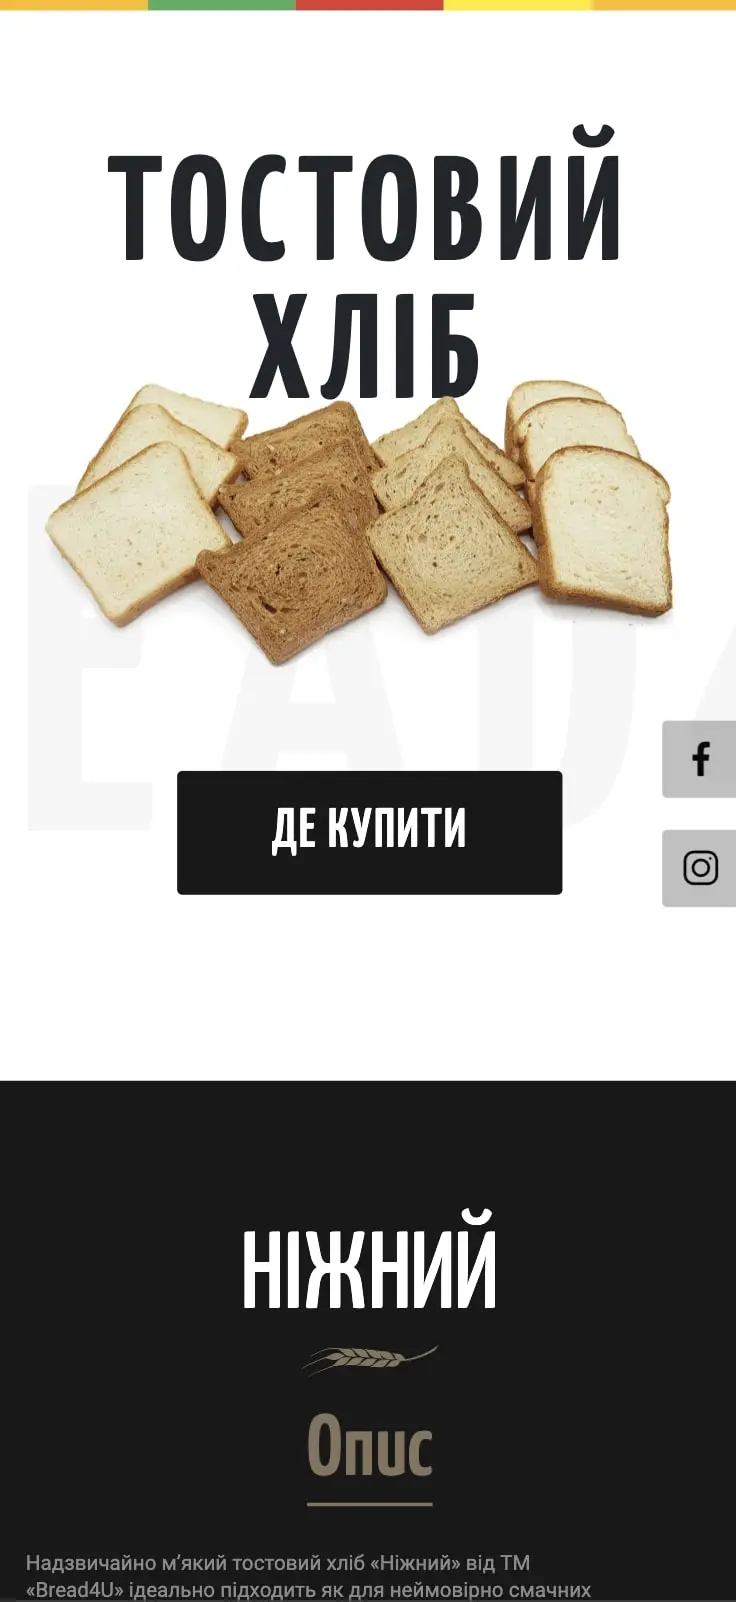 ТОСТОВИЙ
ХЛІБ
EADA
ДЕ КУПИТИ
НІЖНИЙ
Опис
Надзвичайно м’який тостовий хліб «Ніжний» від ТМ
«Bread4U» ідеально підходить як для неймовірно смачних